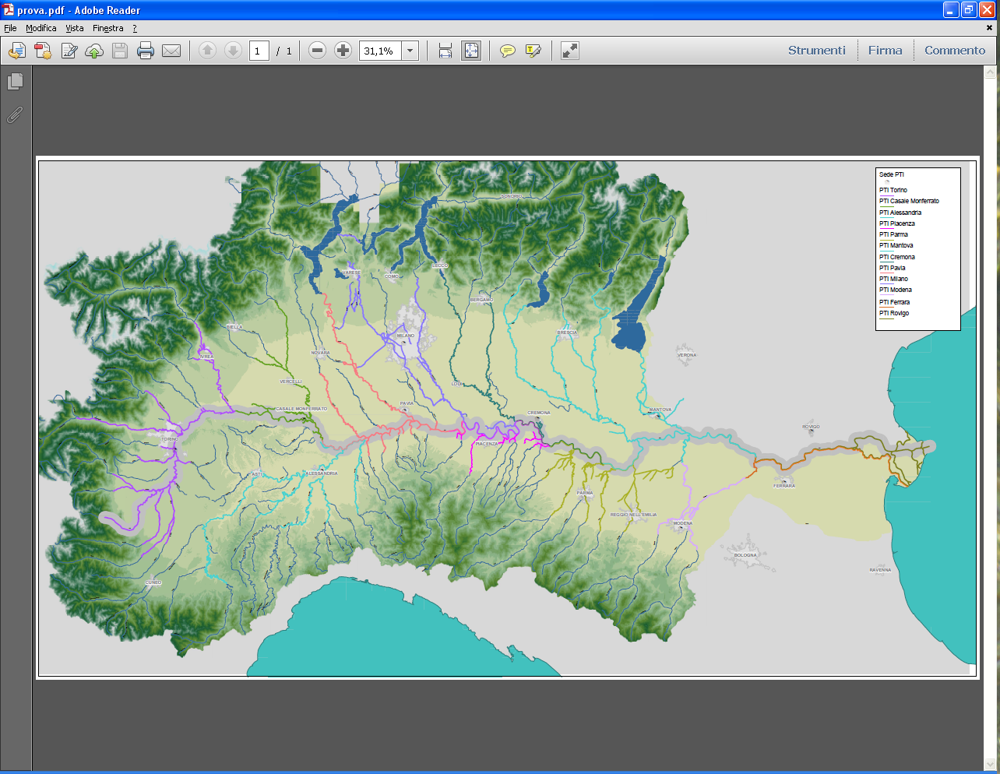 prova.pdf - Adobe Reader
File Modifica Vista Finestra ?
1 / 1 31,1% Strumenti Firma Commento
Sede PTI
PTI Torino
PTI Casale Monferrato
PTI Alessandria
PTI Piacenza
PTI Parma
PTI Mantova
PTI Cremona
PTI Pavia
PTI Milano
PTI Modena
PTI Ferrara
PTI Rovigo
SONDRIO
LECCO
VARESE
COMO
BERGAMO
BIELLA
BRESCIA
MILANO
NOVARA
IVREA
VERONA
VERCELLI
LODI
PAVIA
CASALE MONFERRATO
MANTOVA
CREMONA
ROVIGO
TORINO
PIACENZA
ASTI
ALESSANDRIA
FERRARA
PARMA
REGGIO NELL'EMILIA
MODENA
BOLOGNA
RAVENNA
CUNEO